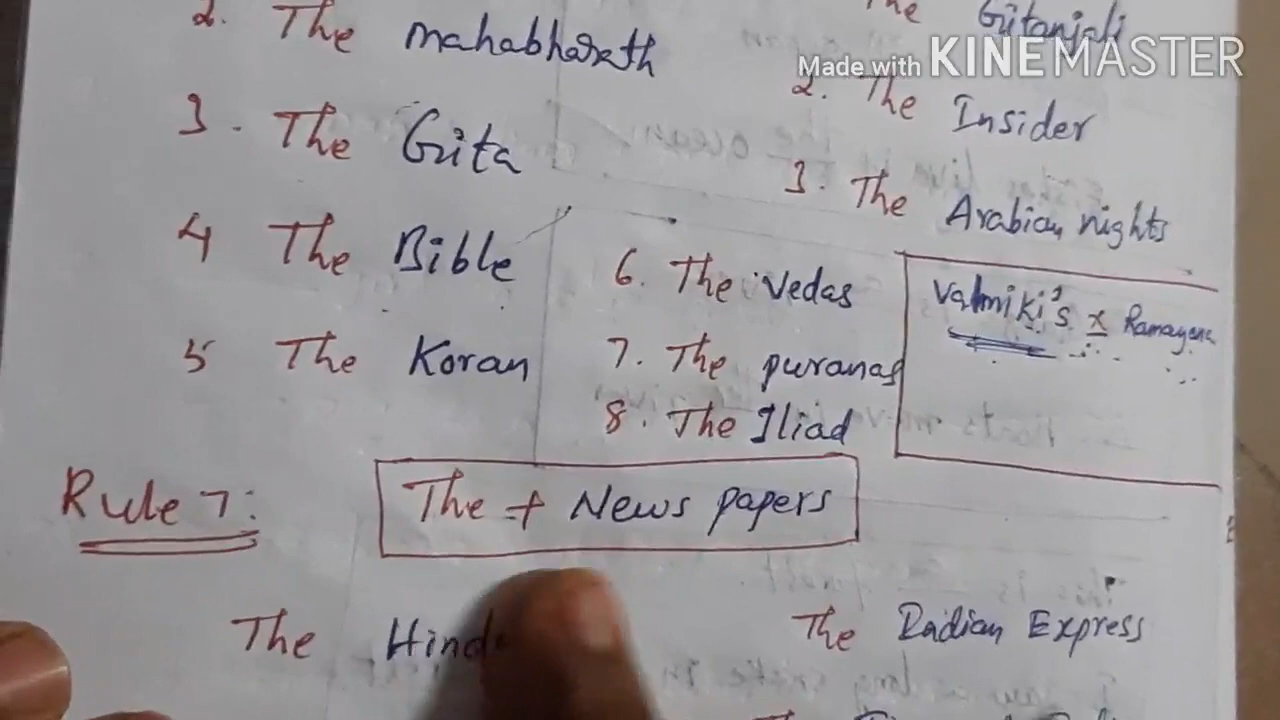 2. The mahabharath
3. The Gita
4 The Bible
5 The Koran
The Gitanjali
2. The Insider
3. The Arabian nights
6. The Vedas
7. The puranas
8. The Iliad
Valmiki's x Ramayana
Rule 7:
The + News papers
The Hindu
The Indian Express
Made with KINEMASTER